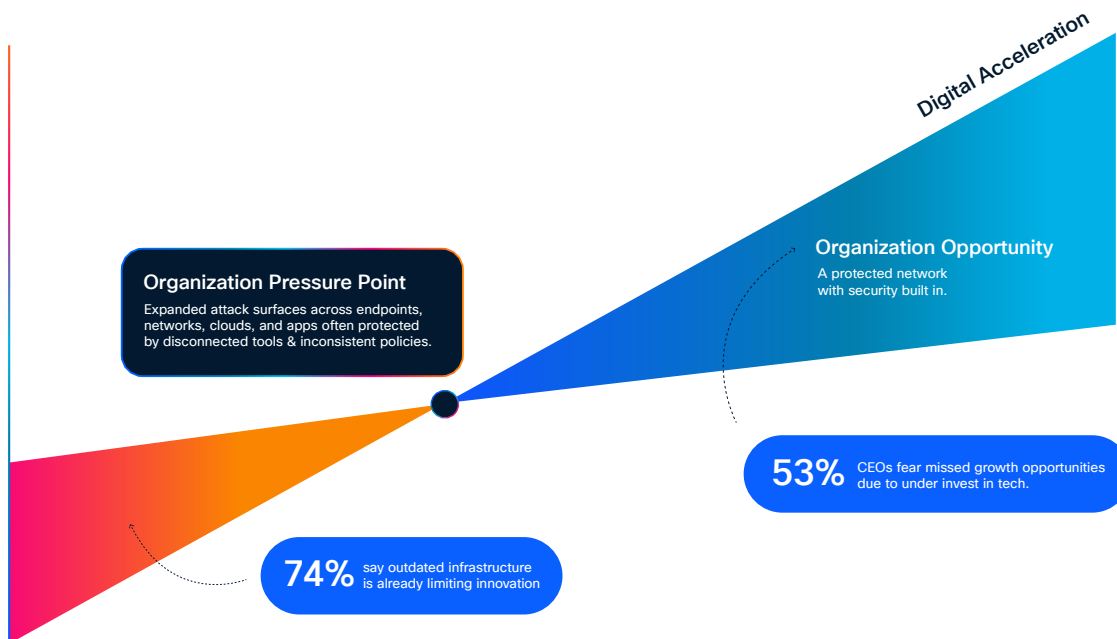 Digital Acceleration
Organization Pressure Point
Expanded attack surfaces across endpoints,
networks, clouds, and apps often protected
by disconnected tools & inconsistent policies.
Organization Opportunity
A protected network
with security built in.
53%
CEOs fear missed growth opportunities
due to under invest in tech.
74%
say outdated infrastructure
is already limiting innovation